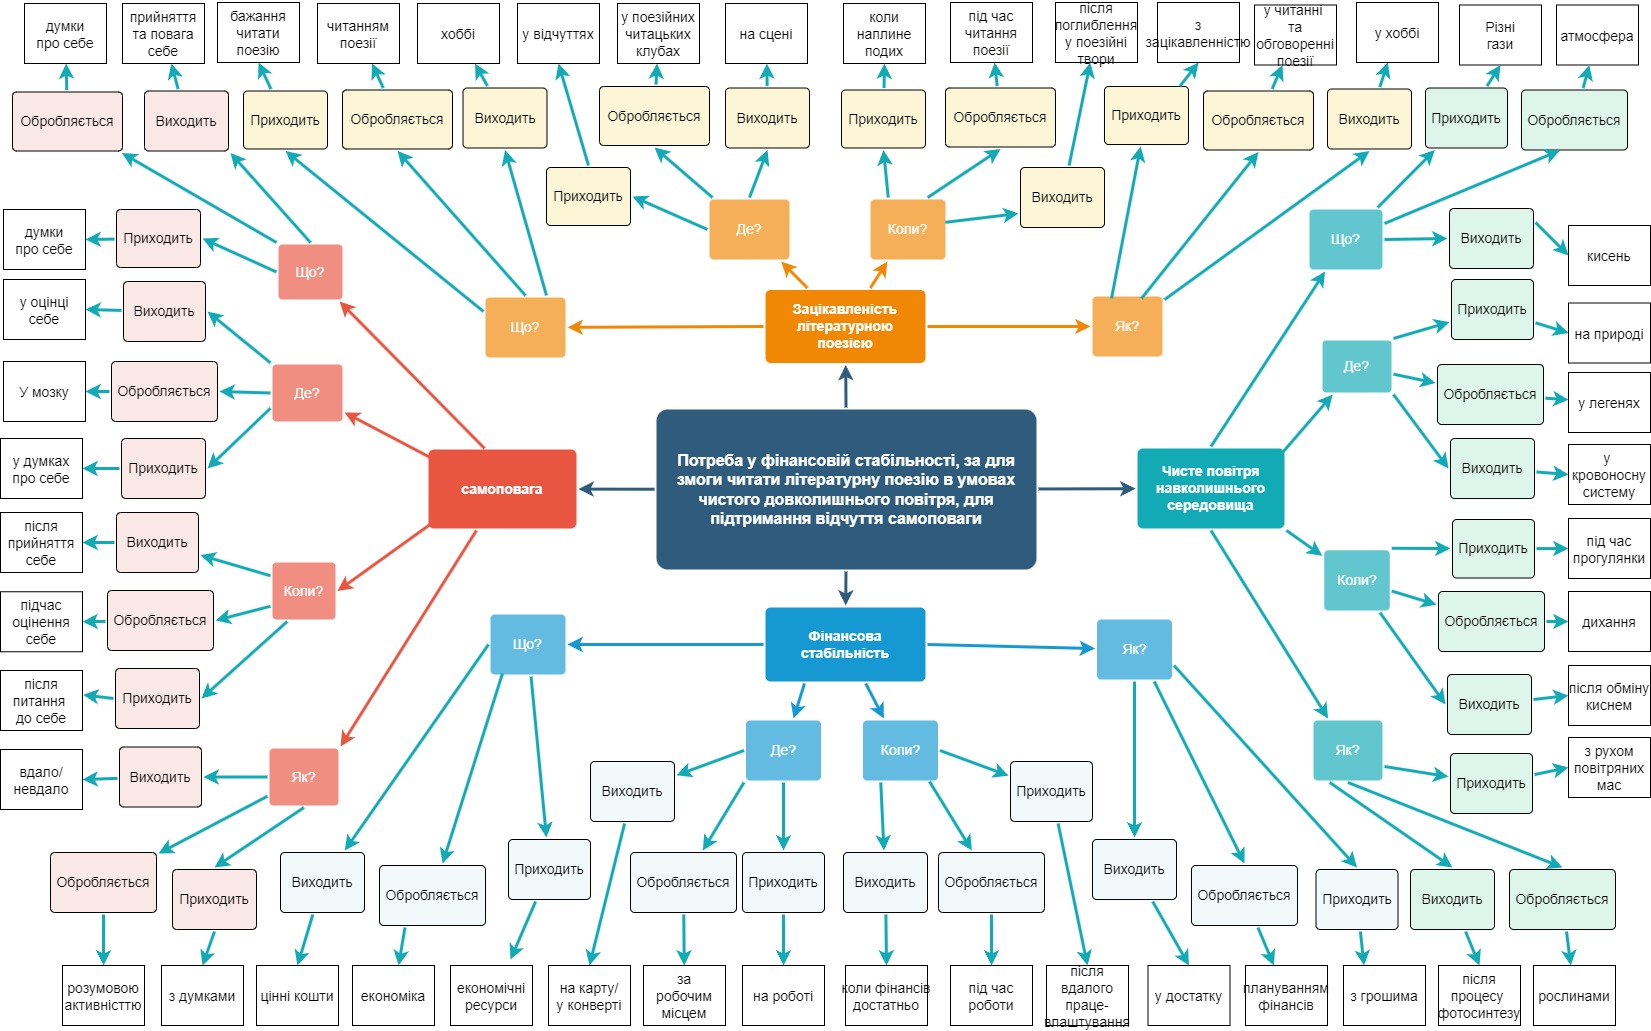 думки
про себе
прийняття
та повага
себе
бажання
читати
поезію
читанням
поезії
хоббі
у відчуттях
у поезійних
читацьких
клубах
на сцені
коли
наплине
подих
під час
читання
поезії
після
поглиблення
у поезійні
твори
з
зацікавленністю
у читанні
та
обговоренні
поезії
у хоббі
Різні
гази
атмосфера
Обробляється
Виходить
Приходить
Обробляється
Виходить
Обробляється
Виходить
Приходить
Обробляється
Приходить
Обробляється
Виходить
Приходить
Обробляється
Приходить
Виходить
думки
про себе
Приходить
Що?
Де?
Коли?
Що?
Виходить
кисень
у оцінці
себе
Виходить
Що?
Зацікавленість
літературною
поезією
Як?
Приходить
на природі
У мозку
Обробляється
Де?
Де?
Обробляється
у легенях
у думках
про себе
Приходить
самоповага
Потреба у фінансовій стабільності, за для
змоги читати літературну поезію в умовах
чистого довколишнього повітря, для
підтримання відчуття самоповаги
Чисте повітря
навколишнього
середовища
Виходить
у
кровоносну
систему
після
прийняття
себе
Виходить
Приходить
під час
прогулянки
підчас
оцінення
себе
Обробляється
Коли?
Коли?
Обробляється
дихання
після
питання
до себе
Приходить
Що?
Фінансова
стабільність
Як?
Виходить
після обміну
киснем
вдало/
невдало
Виходить
Як?
Де?
Коли?
Як?
Приходить
з рухом
повітряних
мас
Виходить
Приходить
Обробляється
Приходить
Виходить
Обробляється
Приходить
Обробляється
Приходить
Виходить
Обробляється
Виходить
Обробляється
Приходить
Виходить
Обробляється
розумовою
активністтю
з думками
цінні кошти
економіка
економічні
ресурси
на карту/
у конверті
за
робочим
місцем
на роботі
коли фінансів
достатньо
під час
роботи
після
вдалого
праце-
влаштування
у достатку
плануванням
фінансів
з грошима
після
процесу
фотосинтезу
рослинами